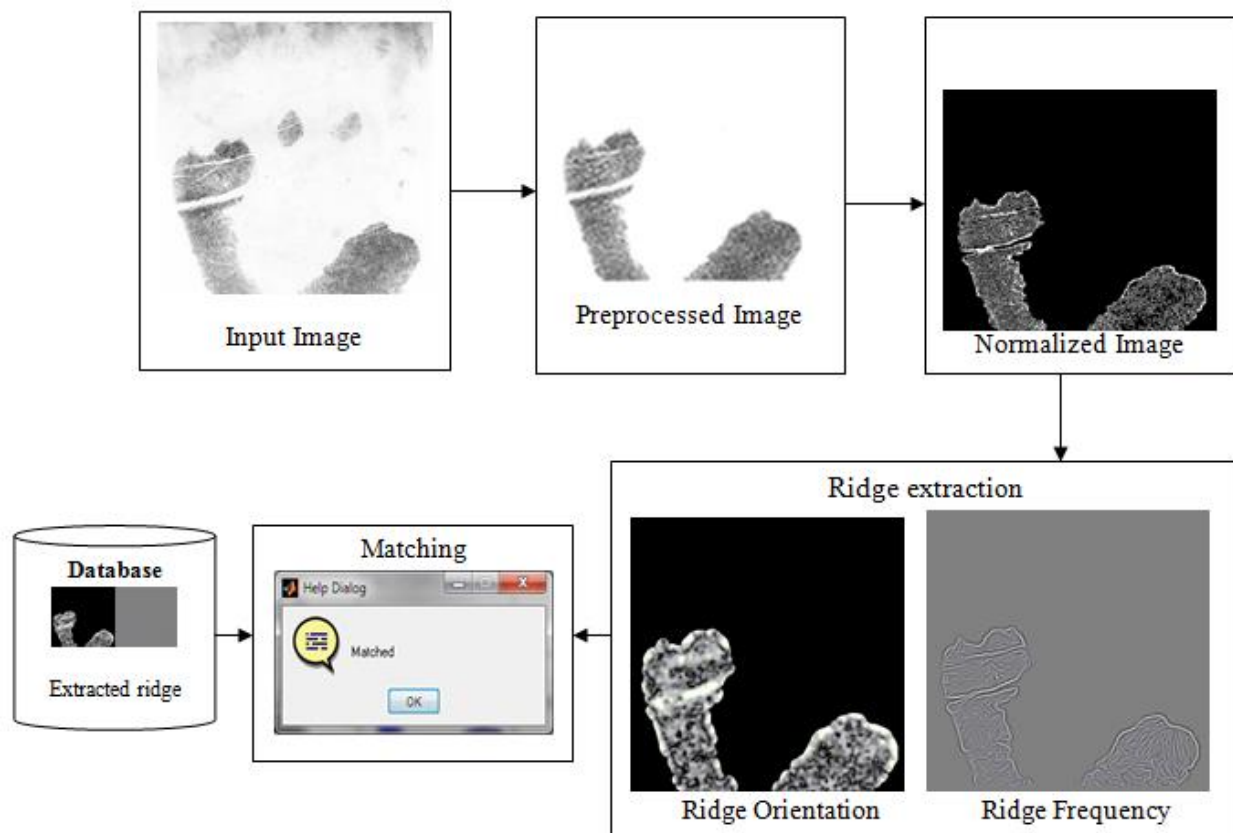 Input Image
Preprocessed Image
Normalized Image
Ridge extraction
Ridge Orientation
Ridge Frequency
Matching
Help Dialog
X
Matched
OK
Database
Extracted ridge